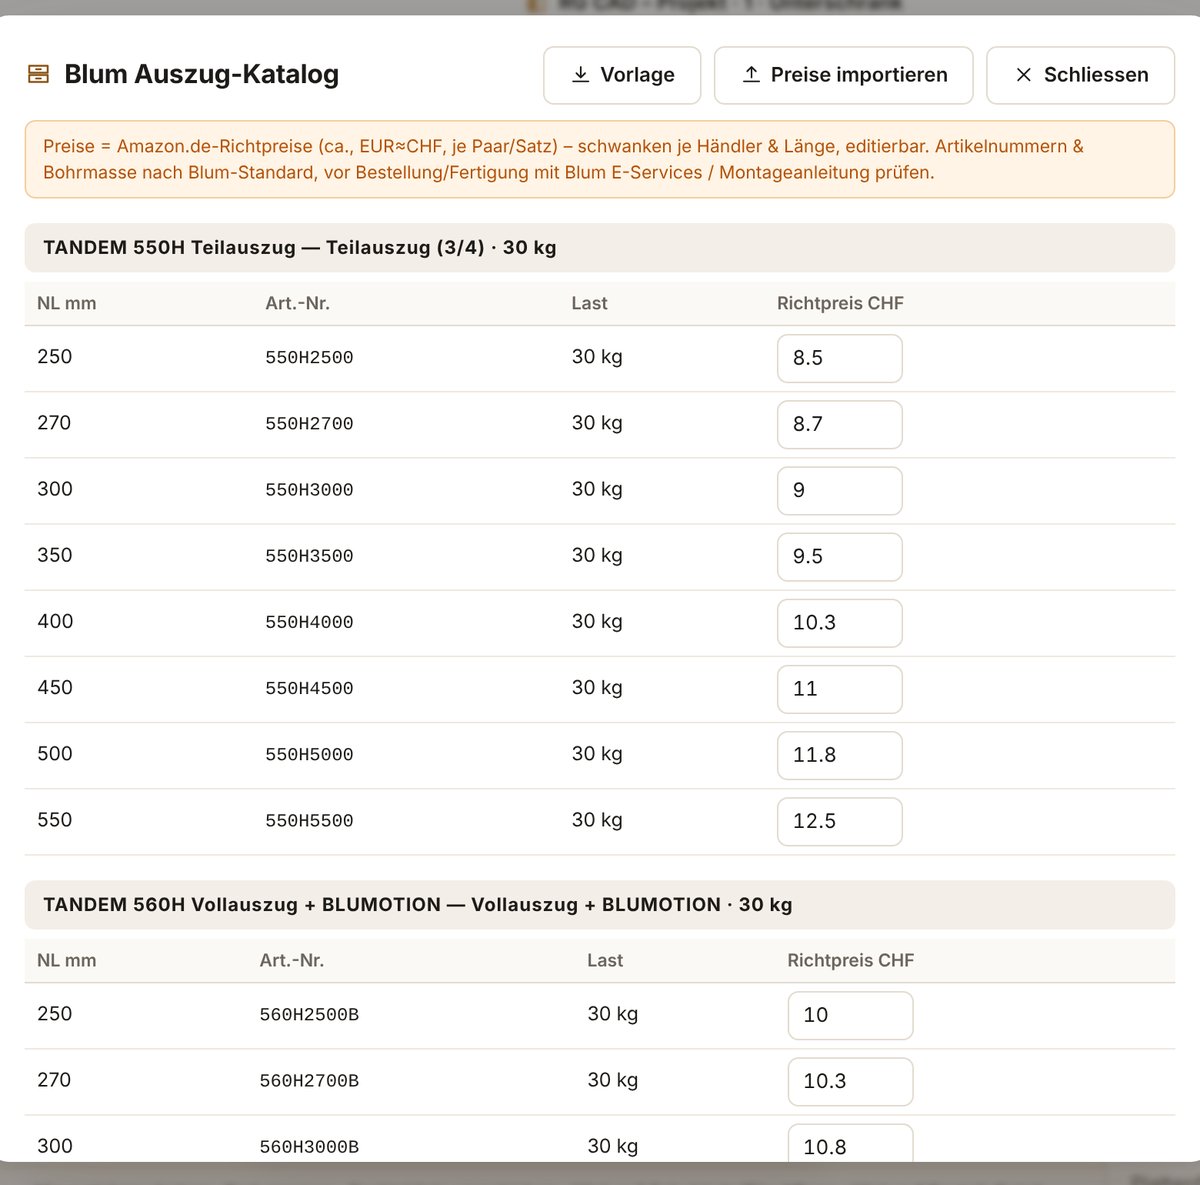 Blum Auszug-Katalog
Vorlage
Preise importieren
Schliessen
Preise = Amazon.de-Richtpreise (ca., EUR≈CHF, je Paar/Satz) – schwanken je Händler & Länge, editierbar. Artikelnummern &
Bohrmasse nach Blum-Standard, vor Bestellung/Fertigung mit Blum E-Services / Montageanleitung prüfen.
TANDEM 550H Teilauszug — Teilauszug (3/4) · 30 kg
NL mm Art.-Nr. Last Richtpreis CHF
250 550H2500 30 kg 8.5
270 550H2700 30 kg 8.7
300 550H3000 30 kg 9
350 550H3500 30 kg 9.5
400 550H4000 30 kg 10.3
450 550H4500 30 kg 11
500 550H5000 30 kg 11.8
550 550H5500 30 kg 12.5
TANDEM 560H Vollauszug + BLUMOTION — Vollauszug + BLUMOTION · 30 kg
NL mm Art.-Nr. Last Richtpreis CHF
250 560H2500B 30 kg 10
270 560H2700B 30 kg 10.3
300 560H3000B 30 kg 10.8